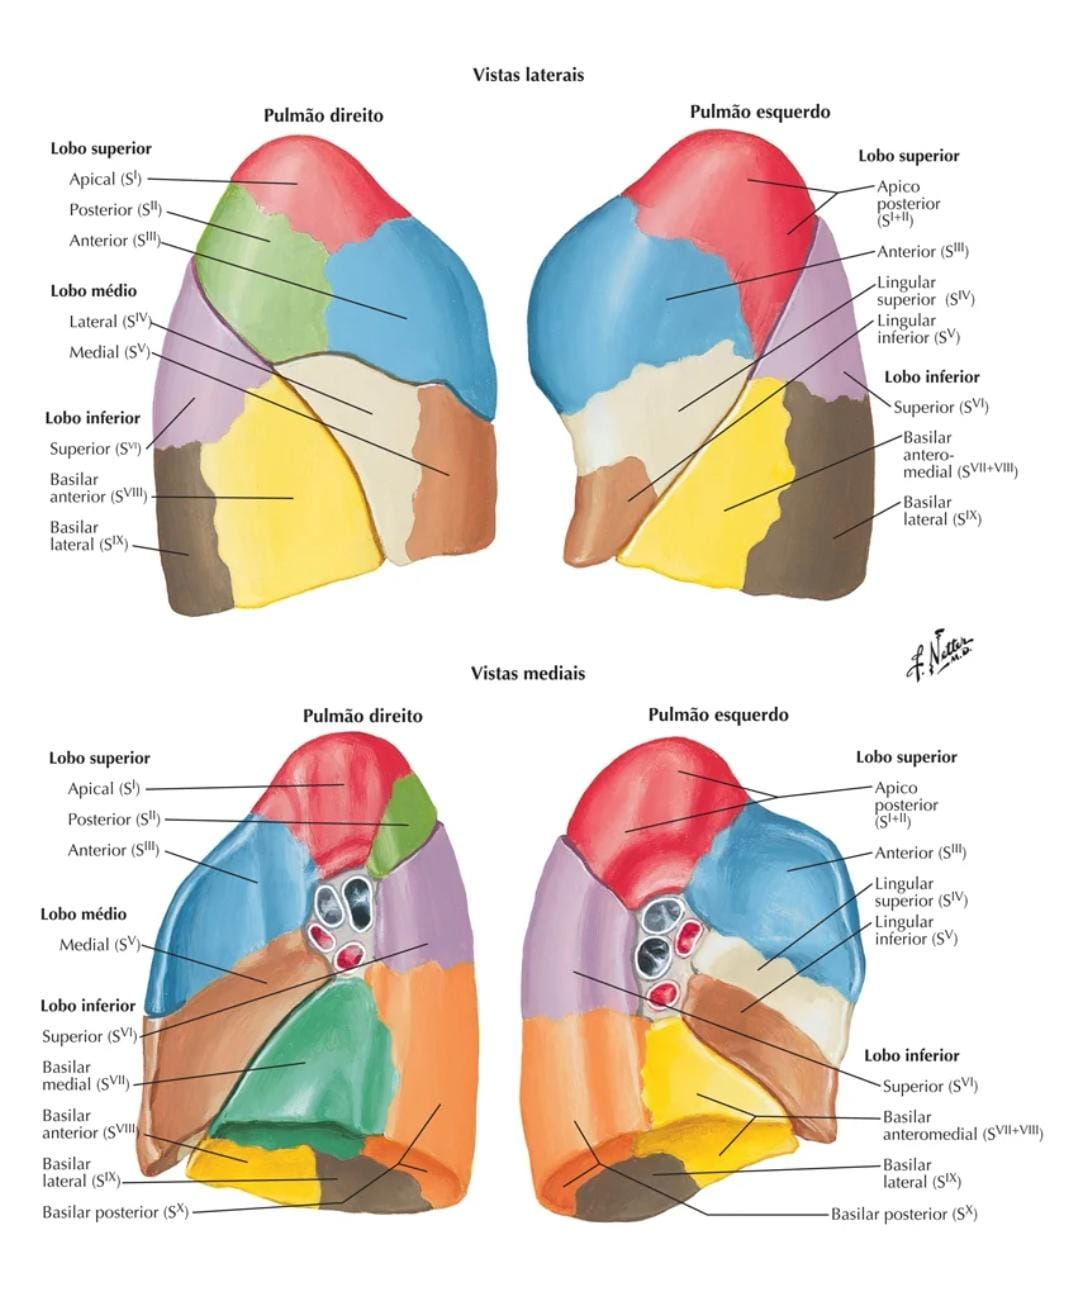 Vistas laterais
Pulmão direito
Lobo superior
Apical (S^I)
Posterior (S^II)
Anterior (S^III)
Lobo médio
Lateral (S^IV)
Medial (S^V)
Lobo inferior
Superior (S^VI)
Basilar
anterior (S^VIII)
Basilar
lateral (S^IX)
Pulmão esquerdo
Lobo superior
Apico
posterior
(S^I+II)
Anterior (S^III)
Lingular
superior (S^IV)
Lingular
inferior (S^V)
Lobo inferior
Superior (S^VI)
Basilar
antero-
medial (S^VII+VIII)
Basilar
lateral (S^IX)
F. Netter
M.D.
Vistas mediais
Pulmão direito
Lobo superior
Apical (S^I)
Posterior (S^II)
Anterior (S^III)
Lobo médio
Medial (S^V)
Lobo inferior
Superior (S^VI)
Basilar
medial (S^VII)
Basilar
anterior (S^VIII)
Basilar
lateral (S^IX)
Basilar posterior (S^X)
Pulmão esquerdo
Lobo superior
Apico
posterior
(S^I+II)
Anterior (S^III)
Lingular
superior (S^IV)
Lingular
inferior (S^V)
Lobo inferior
Superior (S^VI)
Basilar
anteromedial (S^VII+VIII)
Basilar
lateral (S^IX)
Basilar posterior (S^X)